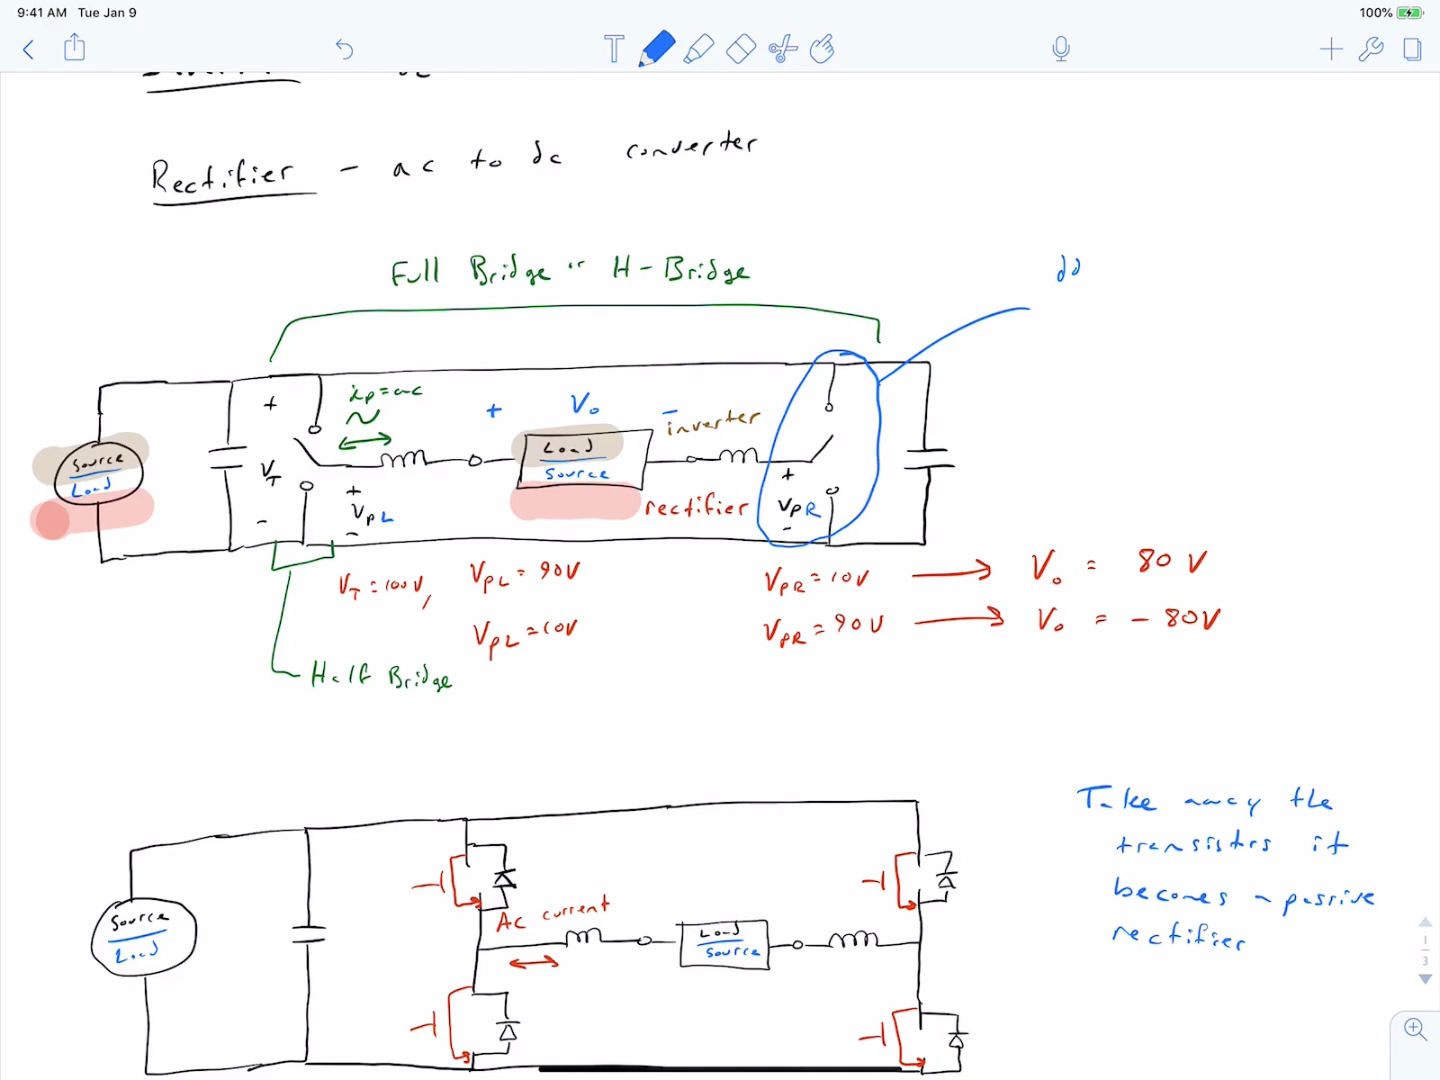 9:41 AM Tue Jan 9
100%
Rectifier - ac to dc converter
Full Bridge or H-Bridge
ip=ac
+ Vo -
inverter
+
Source
Load
VT
-
Load
Source
rectifier
+
VPL
-
+
VPR
-
VT = 100V, VPL = 90V VPR = 10V → Vo = 80V
VPL = 10V VPR = 90V → Vo = -80V
Half Bridge
Take away the
transistors it
becomes a passive
rectifier
Ac current
Source
Load
Load
Source
1
3